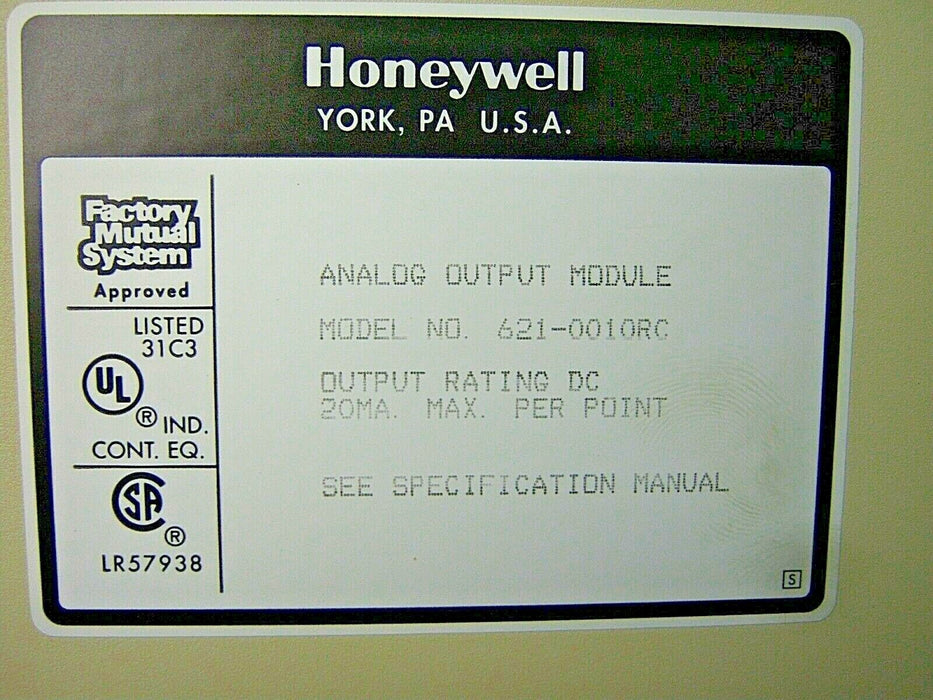 Honeywell
YORK, PA U.S.A.
Factory
Mutual
System
Approved
LISTED
31C3
UL
® IND.
CONT. EQ.
SA
®
LR57938
ANALOG OUTPUT MODULE
MODEL NO. 621-0010RC
OUTPUT RATING DC
20MA. MAX. PER POINT
SEE SPECIFICATION MANUAL
S